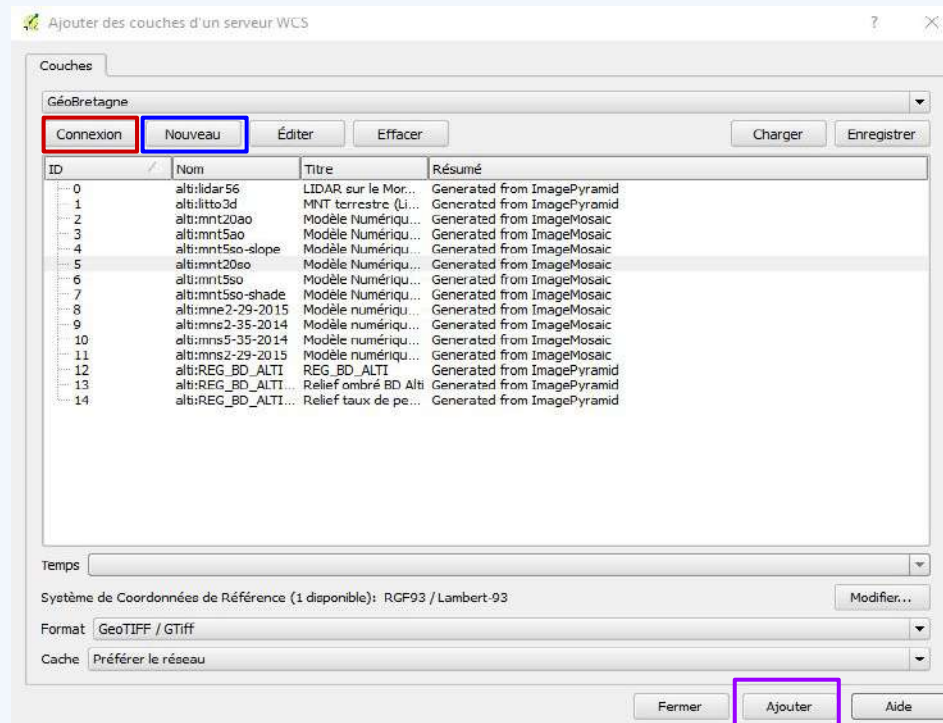 Ajouter des couches d'un serveur WCS ?
Couches
GéoBretagne
Connexion Nouveau Éditer Effacer Charger Enregistrer
ID Nom Titre Résumé
0 alti:lidar56 LIDAR sur le Mor... Generated from ImagePyramid
1 alti:litto3d MNT terrestre (Li... Generated from ImagePyramid
2 alti:mnt20ao Modèle Numériqu... Generated from ImageMosaic
3 alti:mnt5ao Modèle Numériqu... Generated from ImageMosaic
4 alti:mnt5so-slope Modèle Numériqu... Generated from ImageMosaic
5 alti:mnt20so Modèle Numériqu... Generated from ImageMosaic
6 alti:mnt5so Modèle Numériqu... Generated from ImageMosaic
7 alti:mnt5so-shade Modèle Numériqu... Generated from ImageMosaic
8 alti:mne2-29-2015 Modèle numériqu... Generated from ImageMosaic
9 alti:mns2-35-2014 Modèle numériqu... Generated from ImageMosaic
10 alti:mns5-35-2014 Modèle numériqu... Generated from ImageMosaic
11 alti:mns2-29-2015 Modèle numériqu... Generated from ImageMosaic
12 alti:REG_BD_ALTI REG_BD_ALTI Generated from ImagePyramid
13 alti:REG_BD_ALTI... Relief ombré BD Alti Generated from ImagePyramid
14 alti:REG_BD_ALTI... Relief taux de pe... Generated from ImagePyramid
Temps
Système de Coordonnées de Référence (1 disponible): RGF93 / Lambert-93 Modifier...
Format GeoTIFF / GTiff
Cache Préférer le réseau
Fermer Ajouter Aide